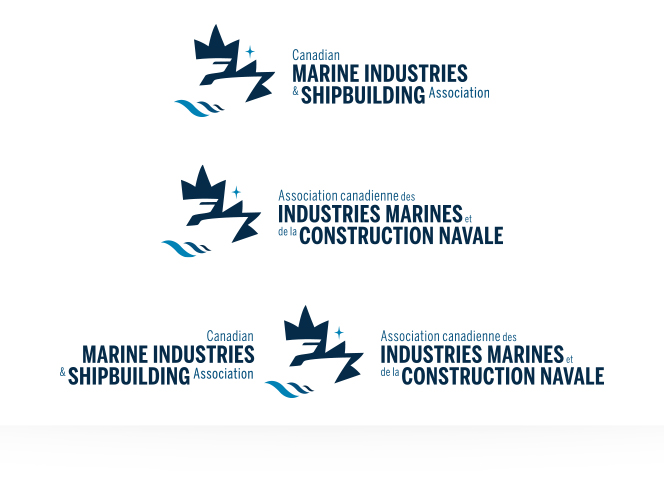 Canadian
MARINE INDUSTRIES
& SHIPBUILDING Association
Association canadienne des
INDUSTRIES MARINES et
de la CONSTRUCTION NAVALE
Canadian
MARINE INDUSTRIES
& SHIPBUILDING Association
Association canadienne des
INDUSTRIES MARINES et
de la CONSTRUCTION NAVALE